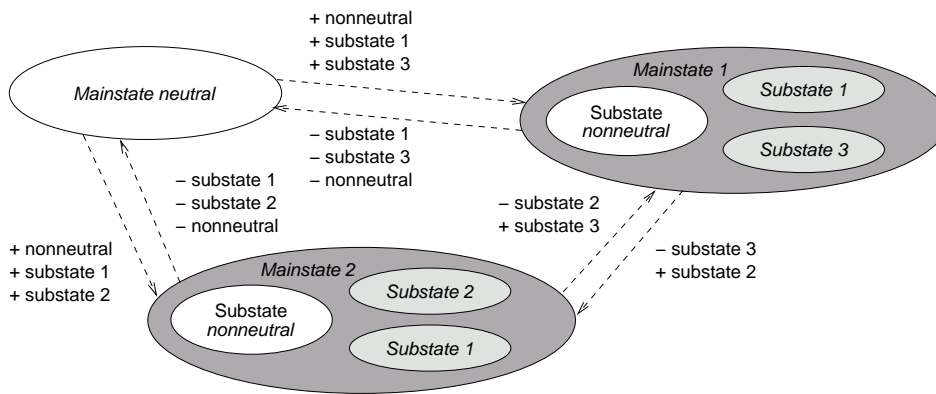 + nonneutral
+ substate 1
+ substate 3
Mainstate neutral
Mainstate 1
Substate 1
Substate
nonneutral
Substate 3
– substate 1
– substate 3
– nonneutral
– substate 1
– substate 2
– nonneutral
– substate 2
+ substate 3
+ nonneutral
+ substate 1
+ substate 2
– substate 3
+ substate 2
Mainstate 2
Substate 2
Substate
nonneutral
Substate 1